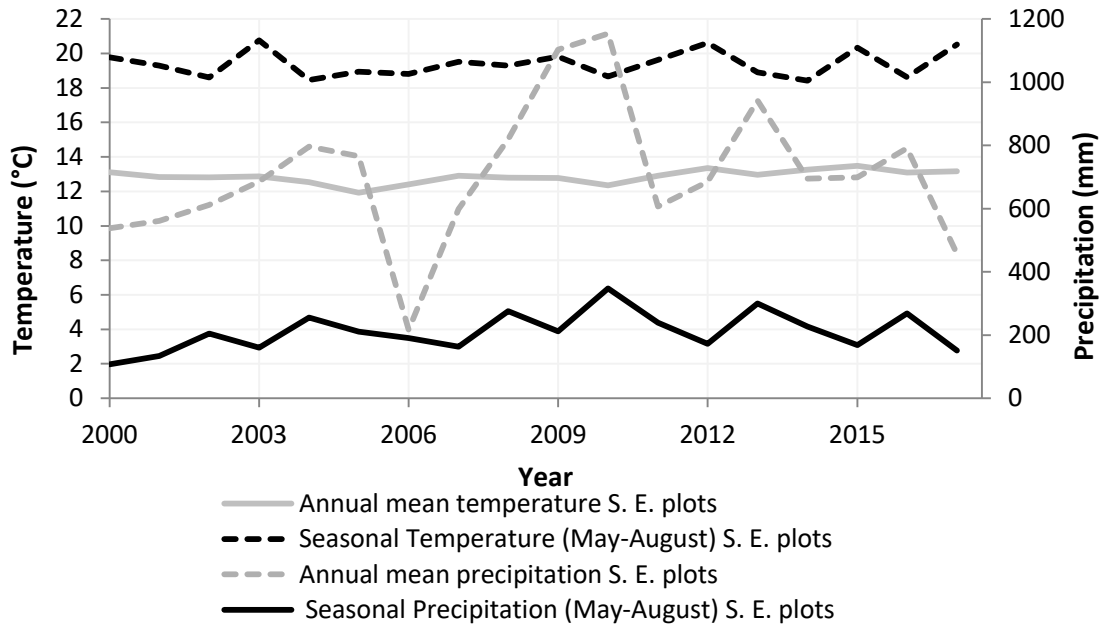 22
20
18
16
14
12
10
8
6
4
2
0
Temperature (°C)
1200
1000
800
600
400
200
0
Precipitation (mm)
2000 2003 2006 2009 2012 2015
Year
Annual mean temperature S. E. plots
Seasonal Temperature (May-August) S. E. plots
Annual mean precipitation S. E. plots
Seasonal Precipitation (May-August) S. E. plots